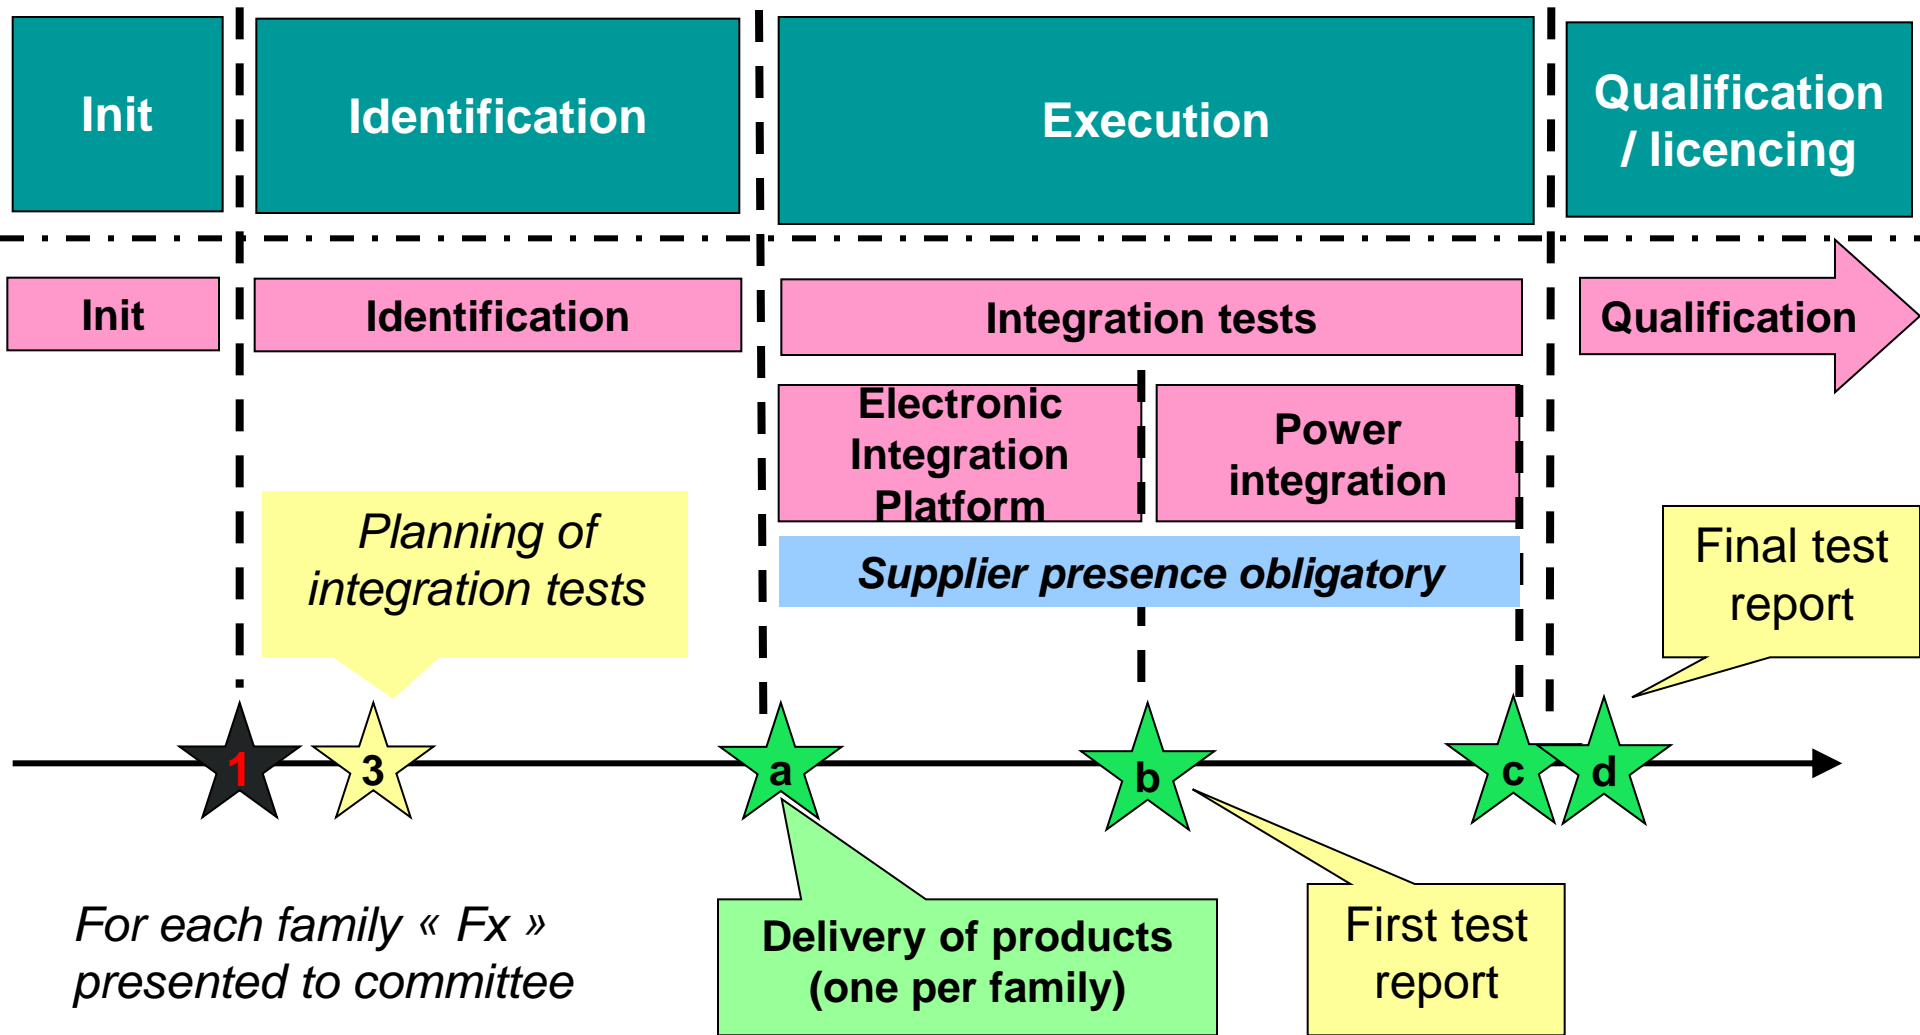 Init
Identification
Execution
Qualification
/ licencing
Init
Identification
Integration tests
Qualification
Electronic
Integration
Platform
Power
integration
Supplier presence obligatory
Planning of
integration tests
Final test
report
1
3
a
b
c
d
For each family « Fx »
presented to committee
Delivery of products
(one per family)
First test
report